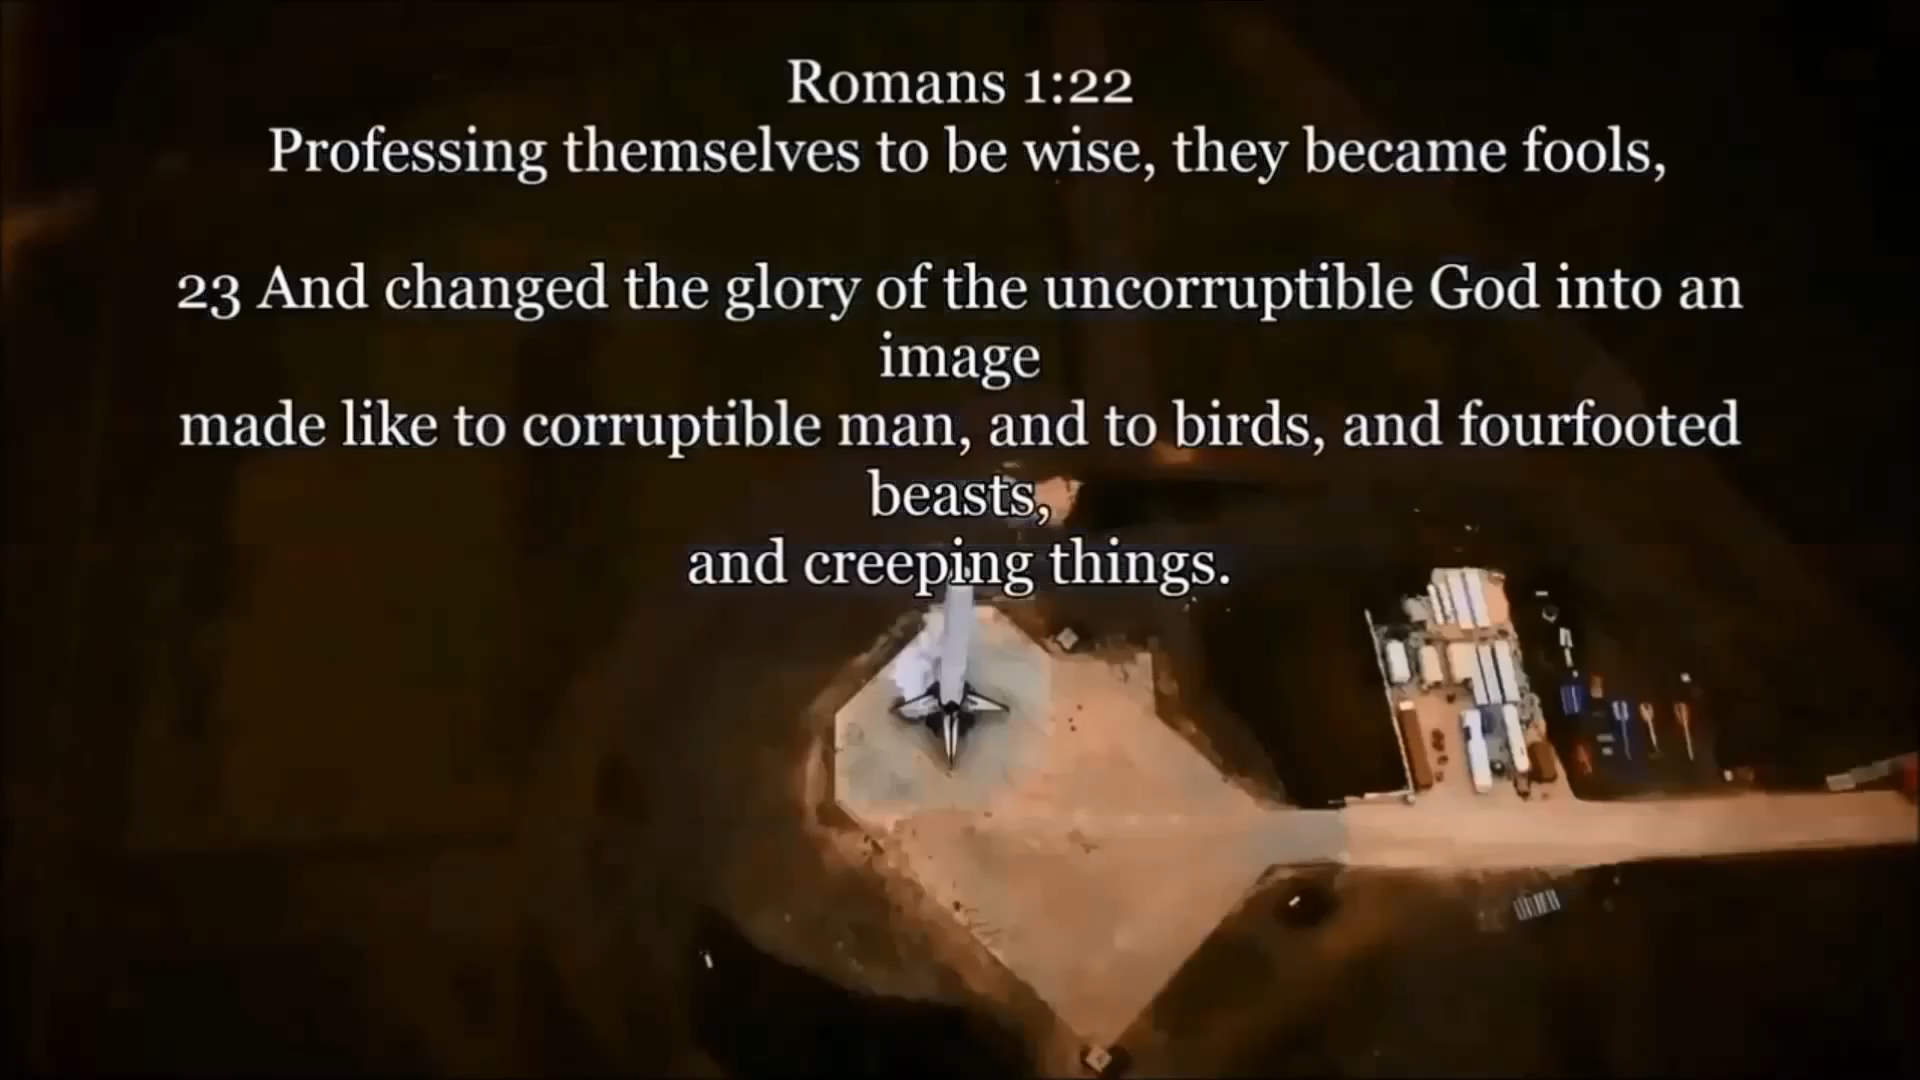 Romans 1:22
Professing themselves to be wise, they became fools,
23 And changed the glory of the uncorruptible God into an
image
made like to corruptible man, and to birds, and fourfooted
beasts,
and creeping things.